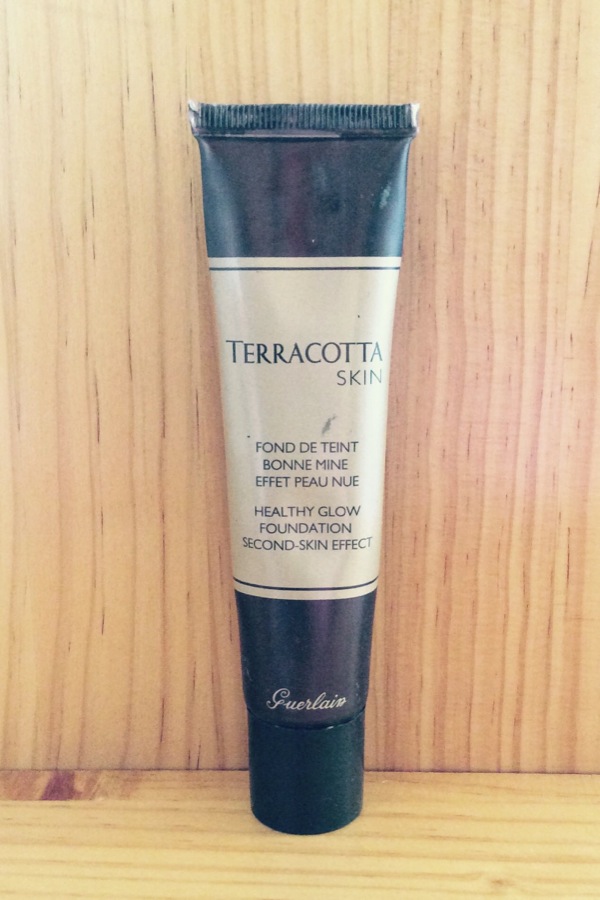 TERRACOTTA
SKIN
FOND DE TEINT
BONNE MINE
EFFET PEAU NUE
HEALTHY GLOW
FOUNDATION
SECOND-SKIN EFFECT
Guerlain